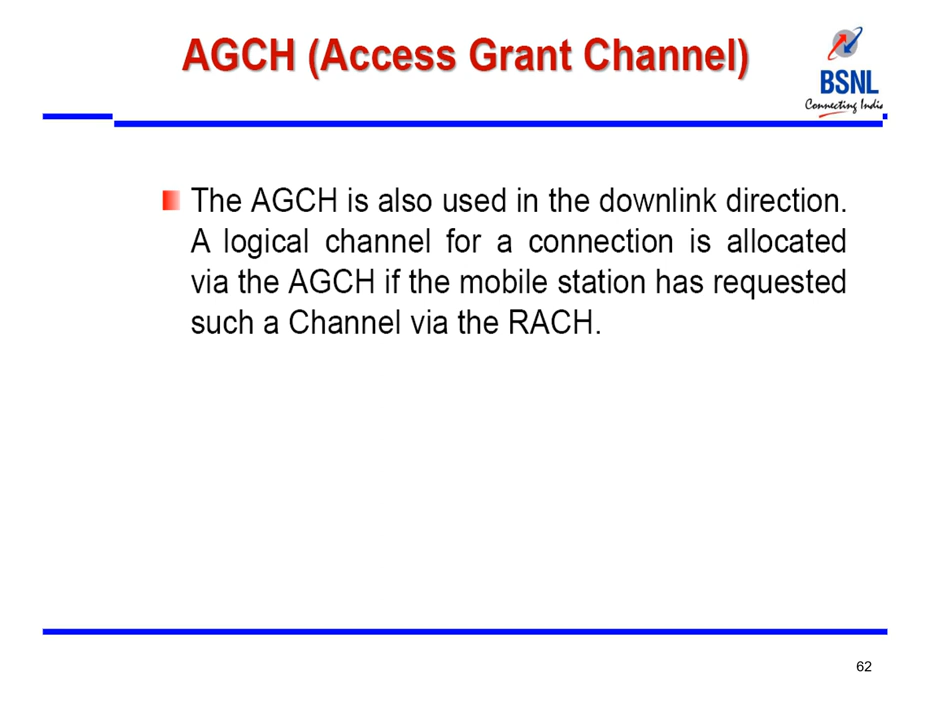 AGCH (Access Grant Channel)
BSNL
Connecting India
The AGCH is also used in the downlink direction.
A logical channel for a connection is allocated
via the AGCH if the mobile station has requested
such a Channel via the RACH.
62